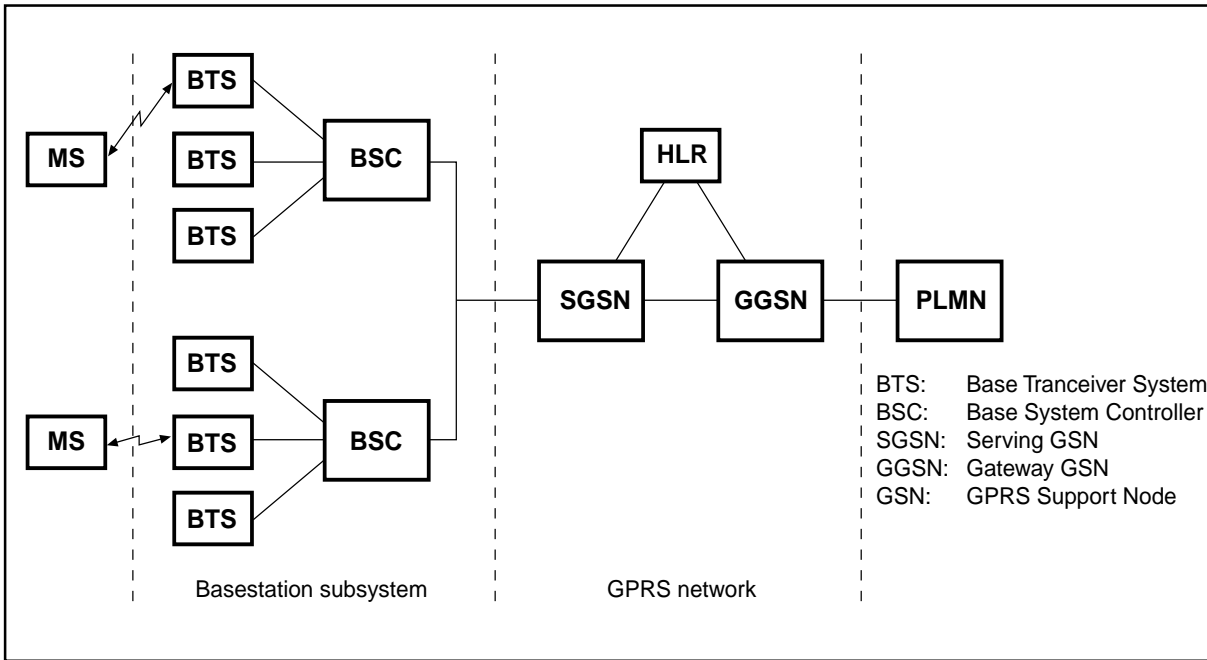 BTS
MS
BTS
BSC
HLR
BTS
SGSN
GGSN
PLMN
BTS
MS
BTS
BSC
BTS
BTS: Base Tranceiver System
BSC: Base System Controller
SGSN: Serving GSN
GGSN: Gateway GSN
GSN: GPRS Support Node
Basestation subsystem
GPRS network